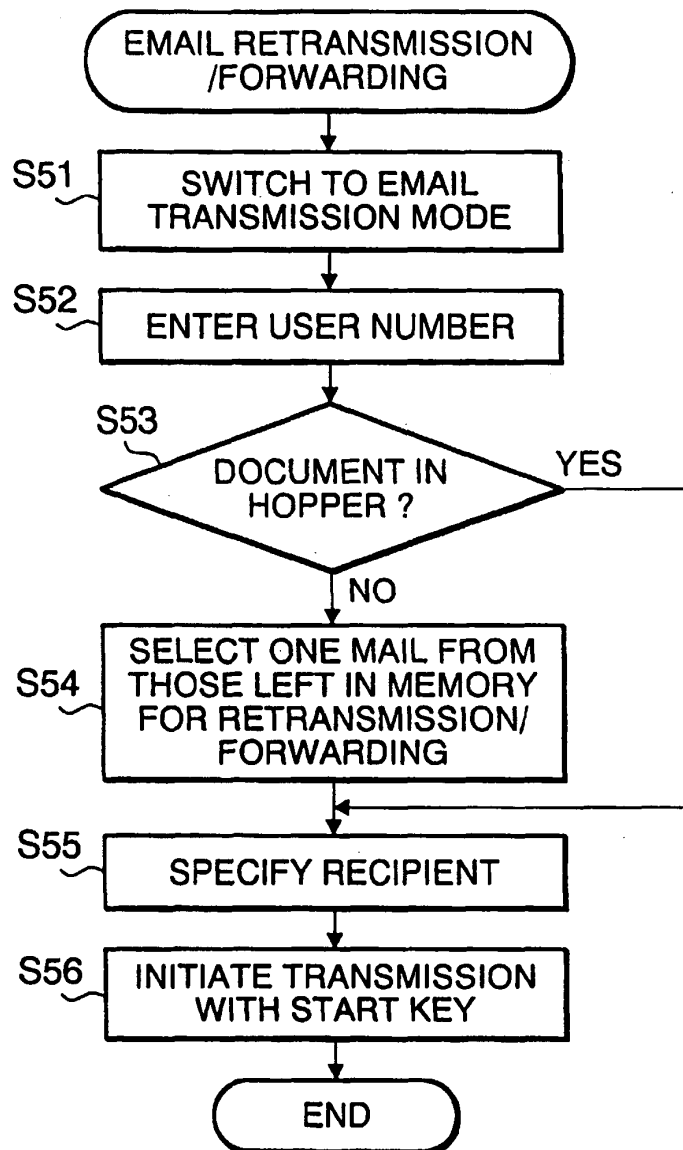 EMAIL RETRANSMISSION
/FORWARDING
S51
SWITCH TO EMAIL
TRANSMISSION MODE
S52
ENTER USER NUMBER
S53
DOCUMENT IN
HOPPER ?
YES
NO
S54
SELECT ONE MAIL FROM
THOSE LEFT IN MEMORY
FOR RETRANSMISSION/
FORWARDING
S55
SPECIFY RECIPIENT
S56
INITIATE TRANSMISSION
WITH START KEY
END